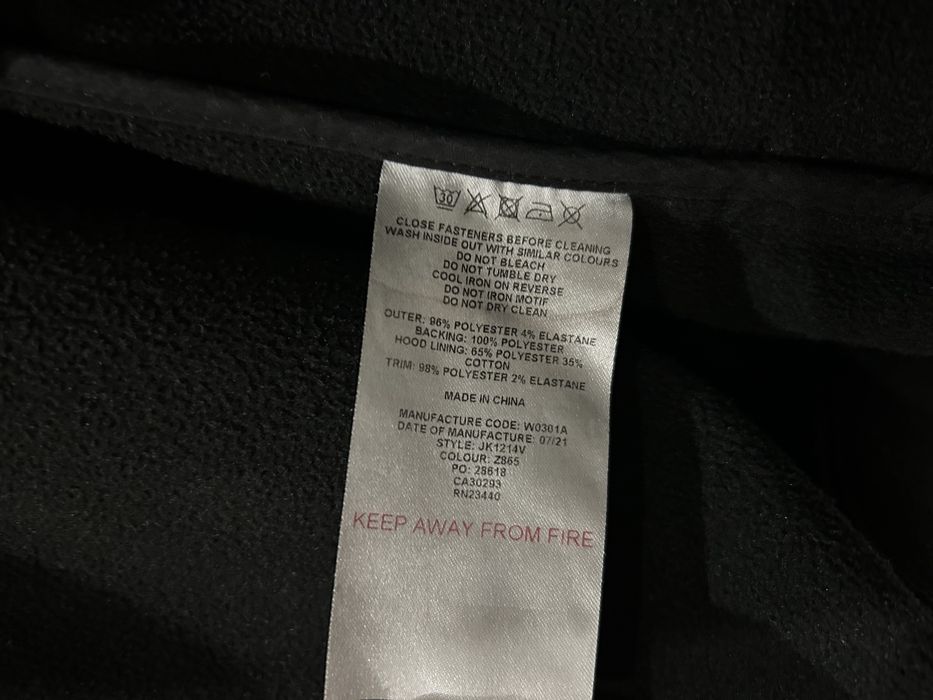 30
CLOSE FASTENERS BEFORE CLEANING
WASH INSIDE OUT WITH SIMILAR COLOURS
DO NOT BLEACH
DO NOT TUMBLE DRY
COOL IRON ON REVERSE
DO NOT IRON MOTIF
DO NOT DRY CLEAN
OUTER: 96% POLYESTER 4% ELASTANE
BACKING: 100% POLYESTER
HOOD LINING: 65% POLYESTER 35%
COTTON
TRIM: 98% POLYESTER 2% ELASTANE
MADE IN CHINA
MANUFACTURE CODE: W0301A
DATE OF MANUFACTURE: 07/21
STYLE: JK1214V
COLOUR: Z865
PO: 28618
CA30293
RN23440
KEEP AWAY FROM FIRE